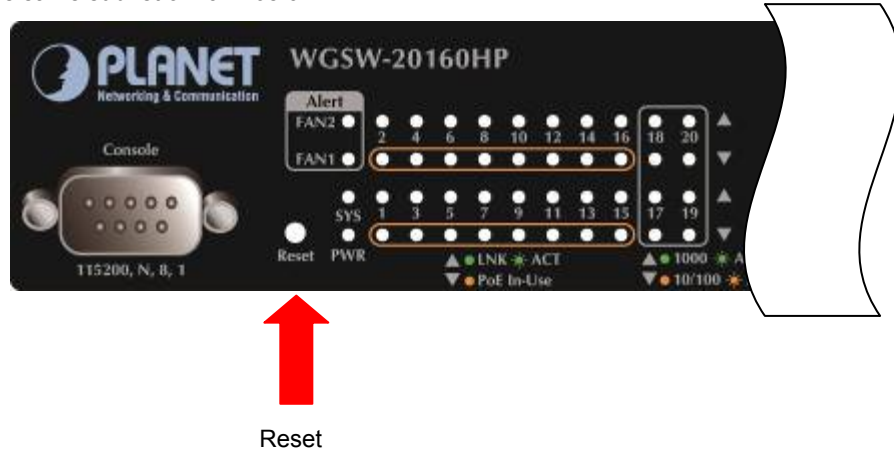 PLANET
Networking & Communication
WGSW-20160HP
Alert
FAN2
2 4 6 8 10 12 14 16 18 20
FAN1
Console
SYS 1 3 5 7 9 11 13 15 17 19
Reset PWR
115200, N, 8, 1
LNK ACT
PoE In-Use
1000
10/100
Reset